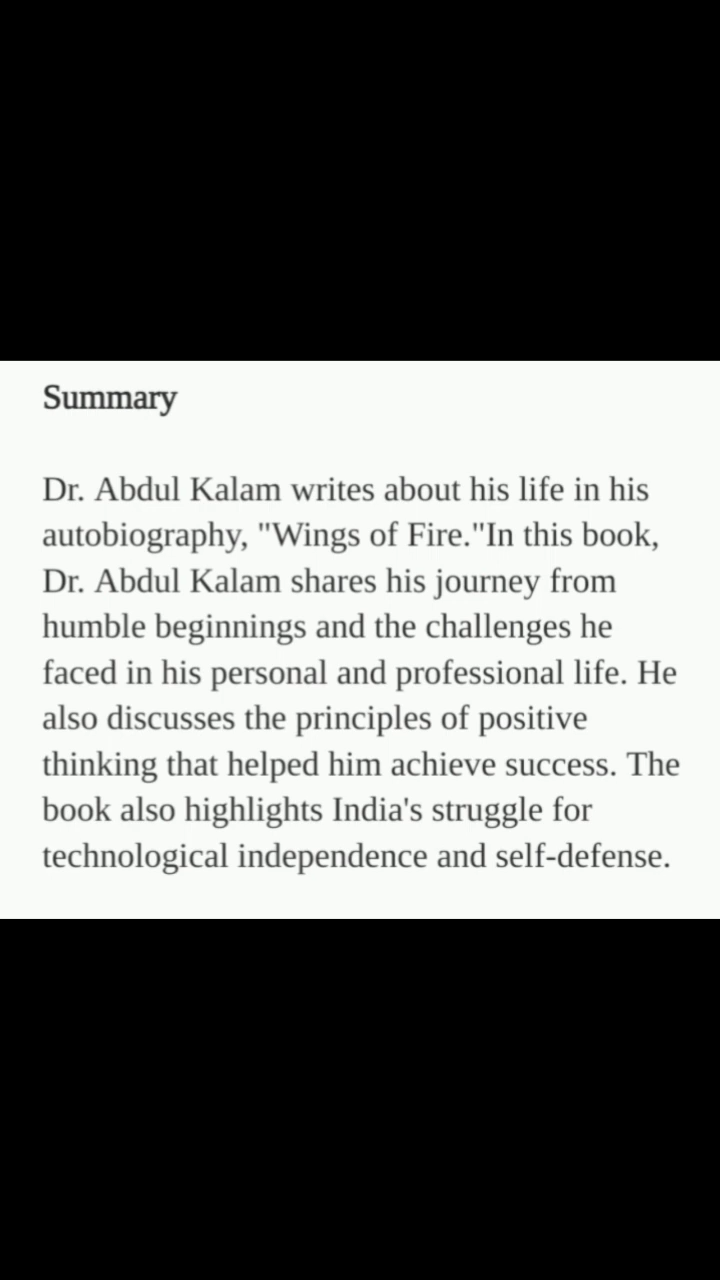 Summary
Dr. Abdul Kalam writes about his life in his
autobiography, "Wings of Fire."In this book,
Dr. Abdul Kalam shares his journey from
humble beginnings and the challenges he
faced in his personal and professional life. He
also discusses the principles of positive
thinking that helped him achieve success. The
book also highlights India's struggle for
technological independence and self-defense.